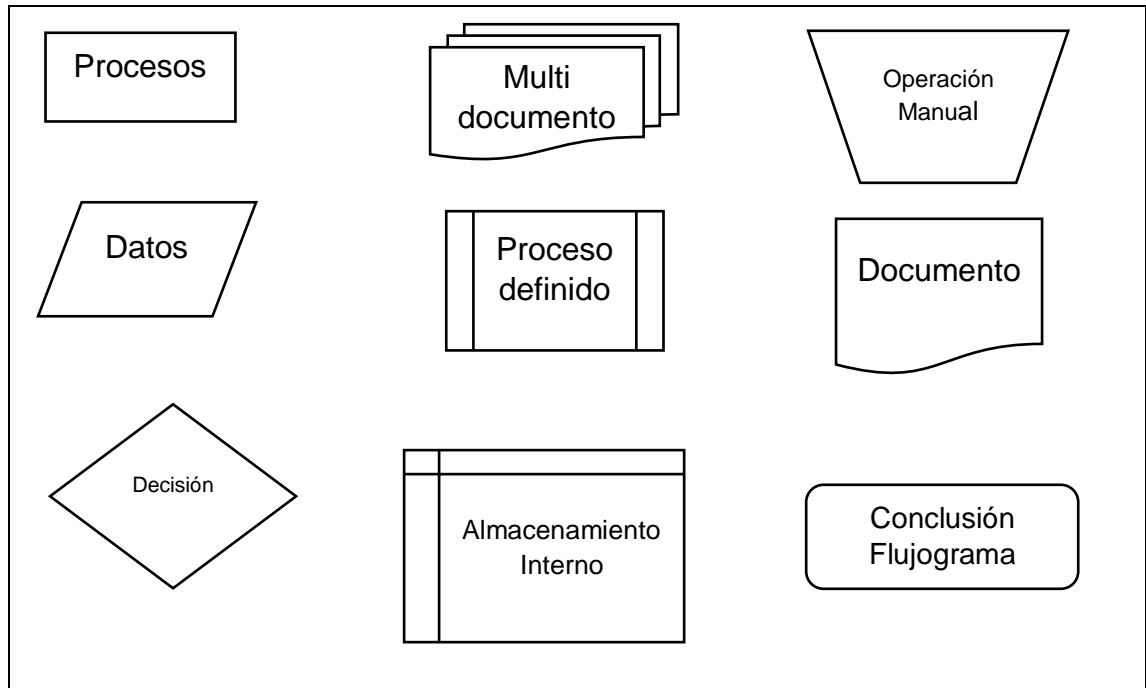 Procesos
Multi
documento
Operación
Manual
Datos
Proceso
definido
Documento
Decisión
Almacenamiento
Interno
Conclusión
Flujograma